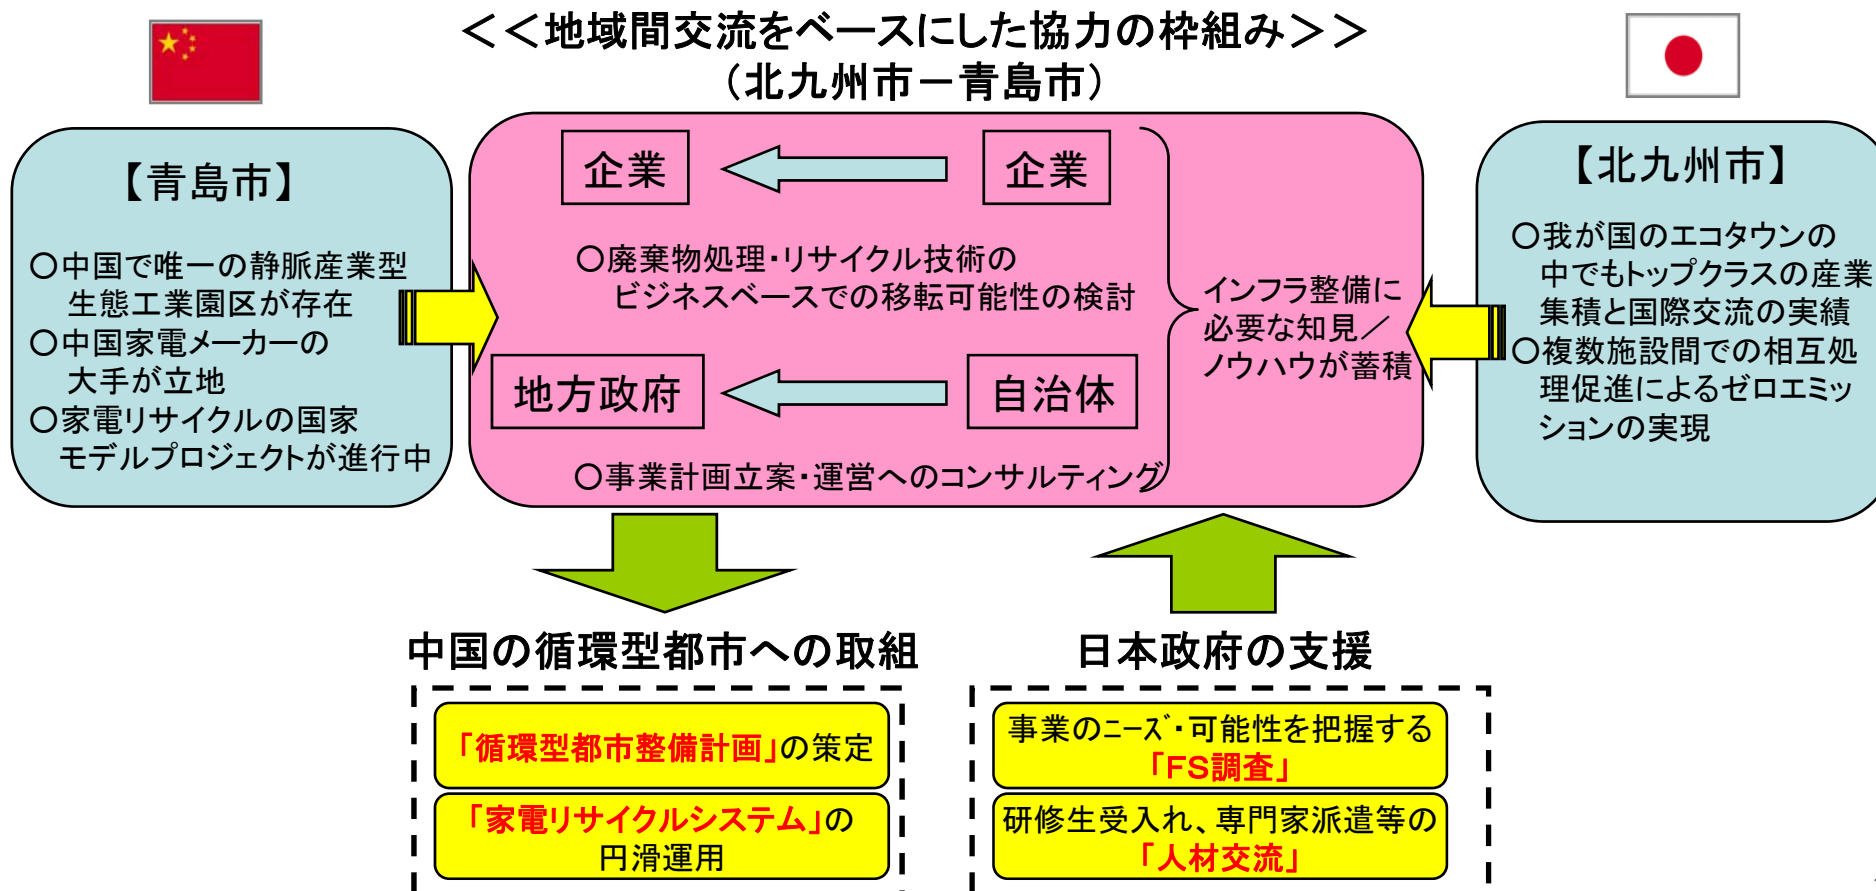 ＜＜地域間交流をベースにした協力の枠組み＞＞
（北九州市－青島市）
【青島市】
○中国で唯一の静脈産業型
生態工業園区が存在
○中国家電メーカーの
大手が立地
○家電リサイクルの国家
モデルプロジェクトが進行中
企業
企業
○廃棄物処理・リサイクル技術の
ビジネスベースでの移転可能性の検討
地方政府
自治体
○事業計画立案・運営へのコンサルティング
インフラ整備に
必要な知見／
ノウハウが蓄積
【北九州市】
○我が国のエコタウンの
中でもトップクラスの産業
集積と国際交流の実績
○複数施設間での相互処
理促進によるゼロエミッ
ションの実現
中国の循環型都市への取組
「循環型都市整備計画」の策定
「家電リサイクルシステム」の
円滑運用
日本政府の支援
事業のﾆｰｽﾞ・可能性を把握する
「FS調査」
研修生受入れ、専門家派遣等の
「人材交流」